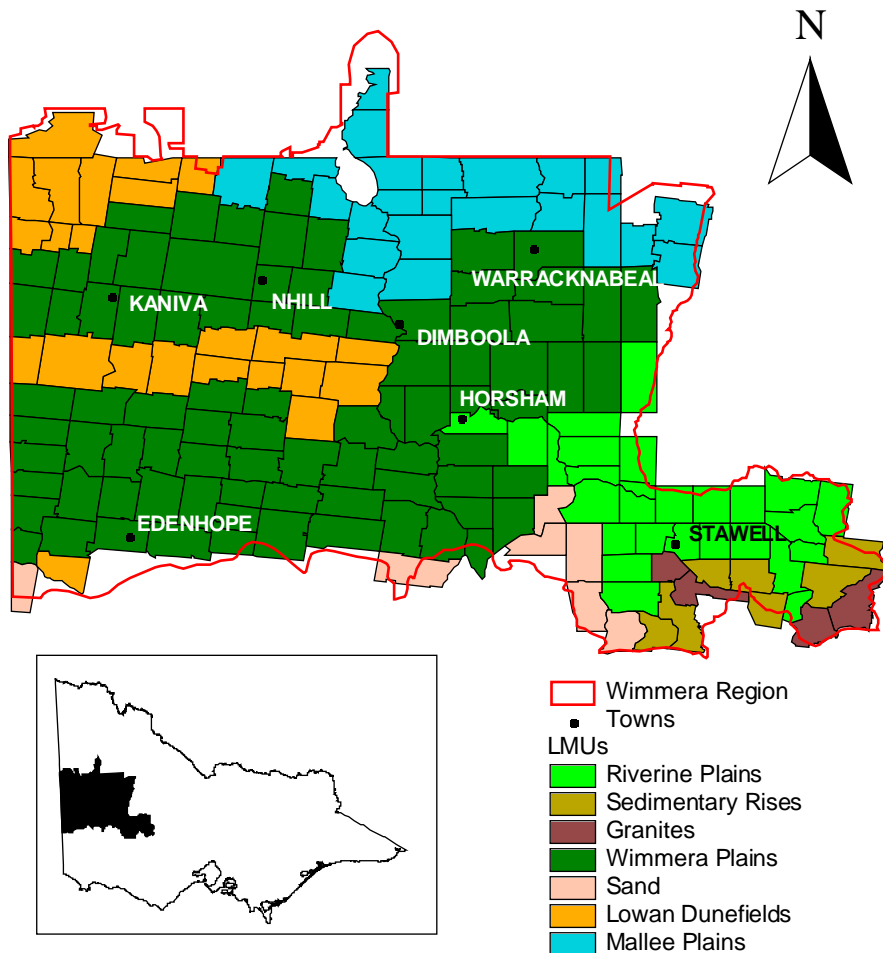 N
WARRACKNABEAL
KANIVA
NHILL
DIMBOOLA
HORSHAM
EDENHOPE
STAWELL
Wimmera Region
Towns
LMUs
Riverine Plains
Sedimentary Rises
Granites
Wimmera Plains
Sand
Lowan Dunefields
Mallee Plains